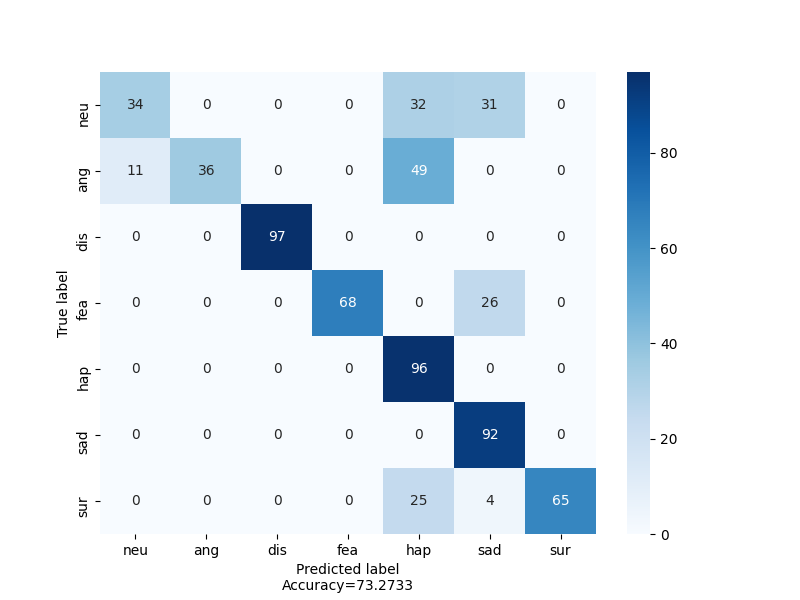 neu 34 0 0 0 32 31 0
ang 11 36 0 0 49 0 0
dis 0 0 97 0 0 0 0
fea 0 0 0 68 0 26 0
hap 0 0 0 0 96 0 0
sad 0 0 0 0 0 92 0
sur 0 0 0 0 25 4 65
neu ang dis fea hap sad sur
True label
Predicted label
Accuracy=73.2733
80
60
40
20
0